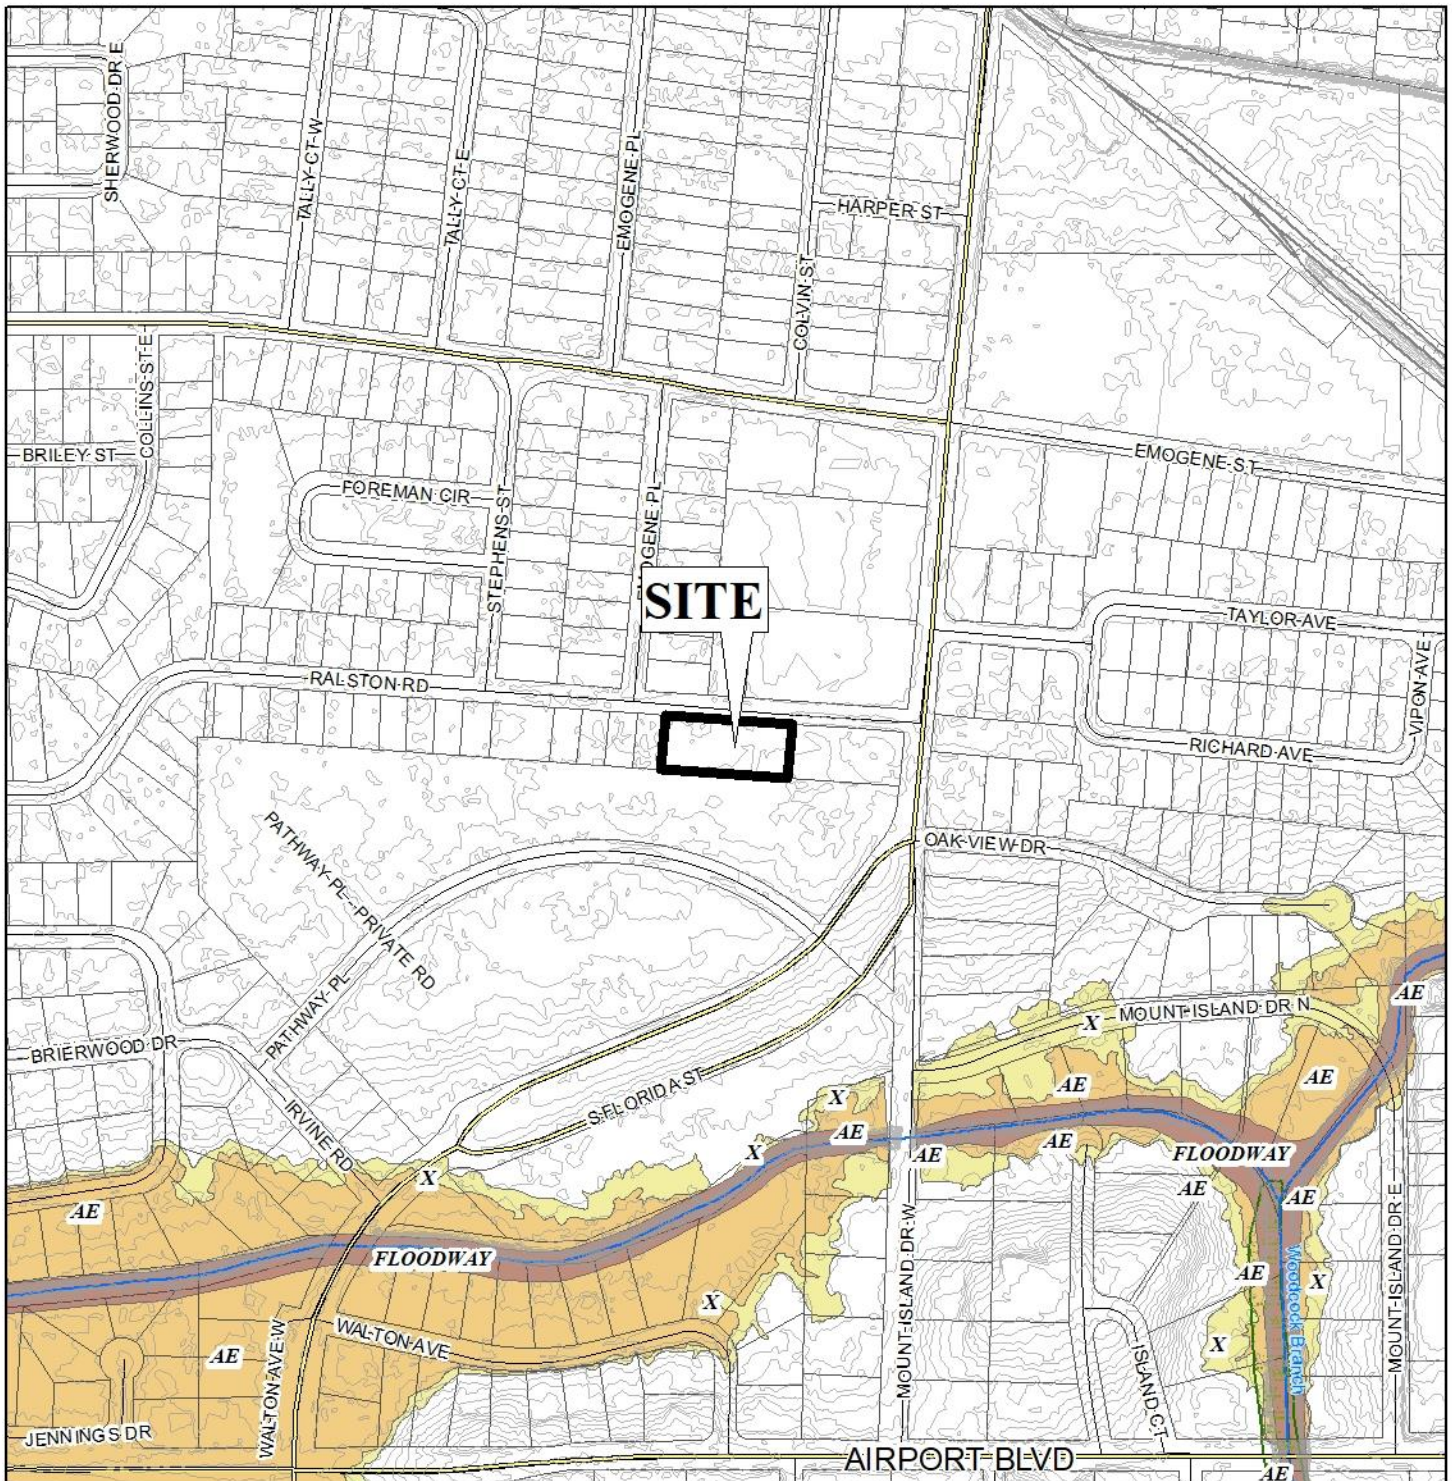 SHERWOOD DR E
TALLY CT W
TALLY CT E
EMOGENE PL
HARPER ST
COLVIN ST
COLLINS ST E
BRILEY ST
FOREMAN CIR
STEPHENS ST
EMOGENE PL
EMOGENE ST
SITE
TAYLOR AVE
VIPON AVE
RALSTON RD
RICHARD AVE
OAK VIEW DR
PATHWAY PL - PRIVATE RD
PATHWAY PL
BRIERWOOD DR
IRVINE RD
S FLORIDA ST
MOUNT ISLAND DR N
AE
X
AE
AE
X
AE
AE
AE
X
FLOODWAY
X
AE
AE
AE
FLOODWAY
AE
X
X
WALTON AVE
WALTON AVE W
AE
MOUNT ISLAND DR W
ISLAND CT
X
Woodcock Branch
MOUNT ISLAND DR E
JENNINGS DR
AIRPORT BLVD
AE